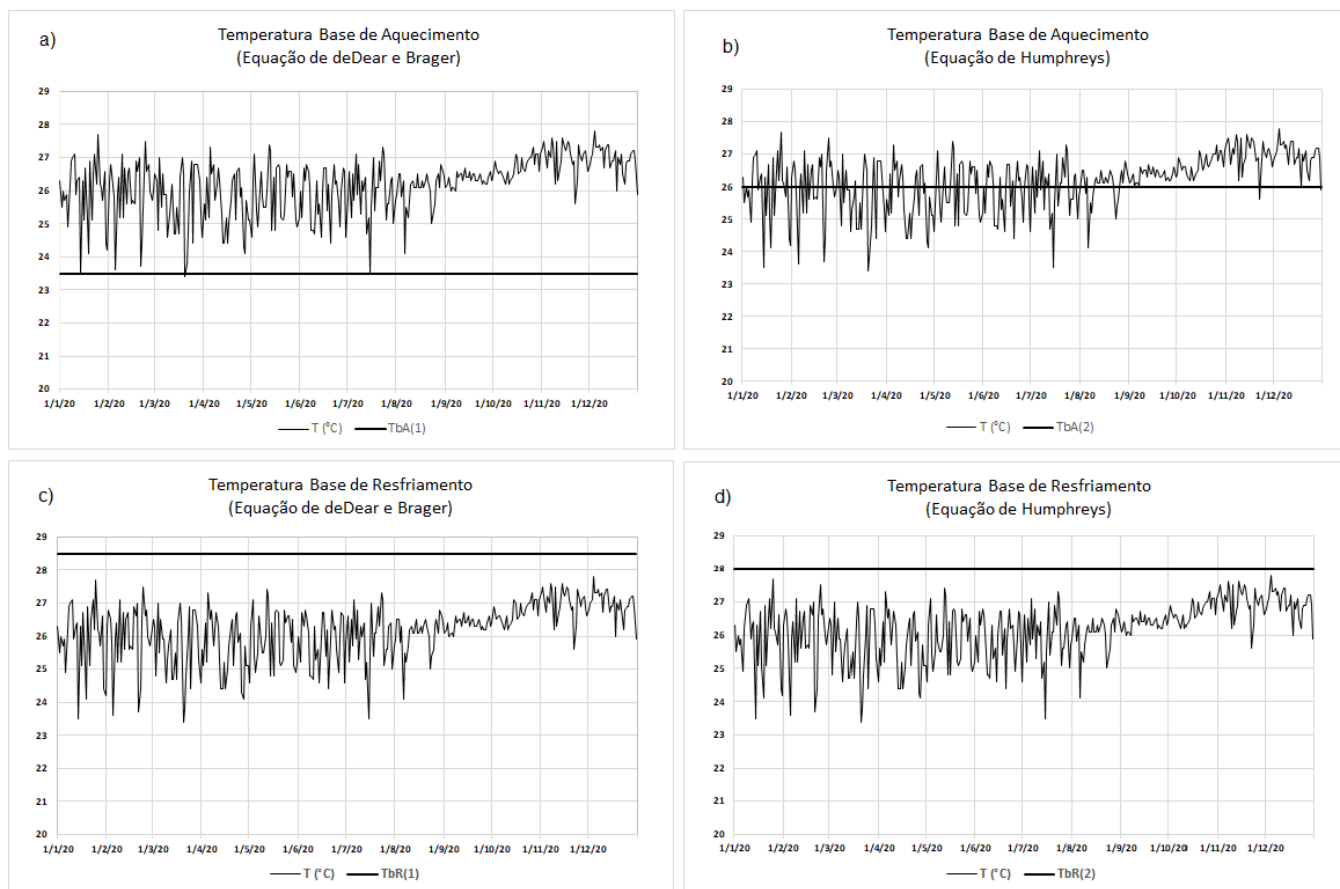 a)
Temperatura Base de Aquecimento
(Equação de deDear e Brager)
29
28
27
26
25
24
23
22
21
20
1/1/20 1/2/20 1/3/20 1/4/20 1/5/20 1/6/20 1/7/20 1/8/20 1/9/20 1/10/20 1/11/20 1/12/20
T (°C) TbA(1)
b)
Temperatura Base de Aquecimento
(Equação de Humphreys)
29
28
27
26
25
24
23
22
21
20
1/1/20 1/2/20 1/3/20 1/4/20 1/5/20 1/6/20 1/7/20 1/8/20 1/9/20 1/10/20 1/11/20 1/12/20
T (°C) TbA(2)
c)
Temperatura Base de Resfriamento
(Equação de deDear e Brager)
29
28
27
26
25
24
23
22
21
20
1/1/20 1/2/20 1/3/20 1/4/20 1/5/20 1/6/20 1/7/20 1/8/20 1/9/20 1/10/20 1/11/20 1/12/20
T (°C) TbR(1)
d)
Temperatura Base de Resfriamento
(Equação de Humphreys)
29
28
27
26
25
24
23
22
21
20
1/1/20 1/2/20 1/3/20 1/4/20 1/5/20 1/6/20 1/7/20 1/8/20 1/9/20 1/10/20 1/11/20 1/12/20
T (°C) TbR(2)